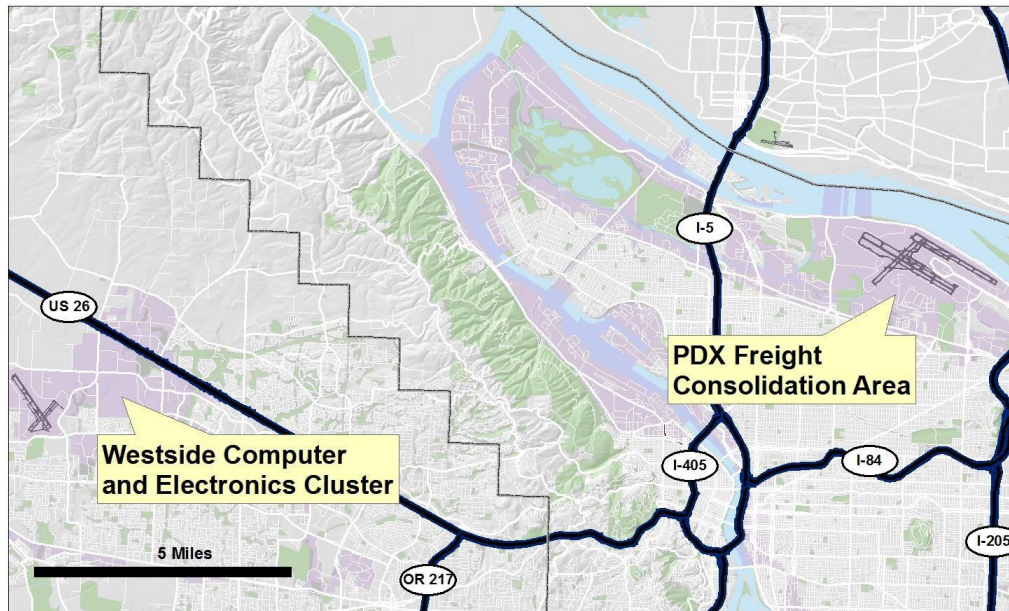 I-5
US 26
PDX Freight
Consolidation Area
Westside Computer
and Electronics Cluster
I-405
I-84
5 Miles
I-205
OR 217